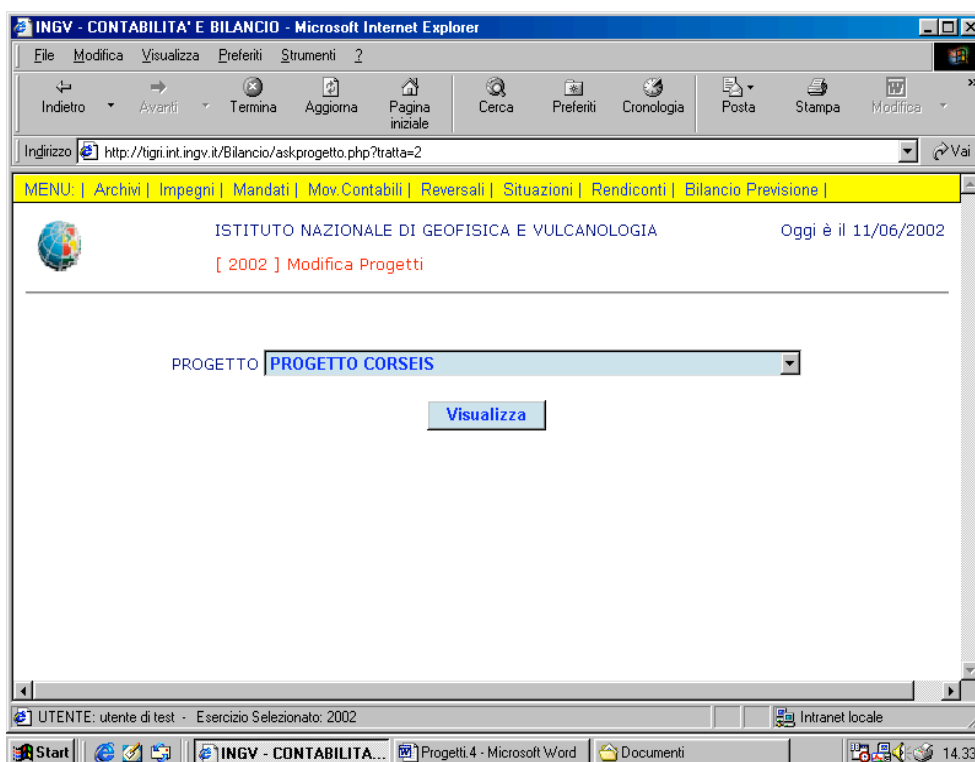 INGV - CONTABILITA' E BILANCIO - Microsoft Internet Explorer
File Modifica Visualizza Preferiti Strumenti ?
Indietro Avanti Termina Aggiorna Pagina iniziale Cerca Preferiti Cronologia Posta Stampa Modifica »
Indirizzo http://tigri.int.ingv.it/Bilancio/askprogetto.php?tratta=2 Vai
MENU: | Archivi | Impegni | Mandati | Mov.Contabili | Reversali | Situazioni | Rendiconti | Bilancio Previsione |
ISTITUTO NAZIONALE DI GEOFISICA E VULCANOLOGIA Oggi è il 11/06/2002
[ 2002 ] Modifica Progetti
PROGETTO PROGETTO CORSEIS
Visualizza
UTENTE: utente di test - Esercizio Selezionato: 2002 Intranet locale
Start INGV - CONTABILITA... Progetti.4 - Microsoft Word Documenti 14.33